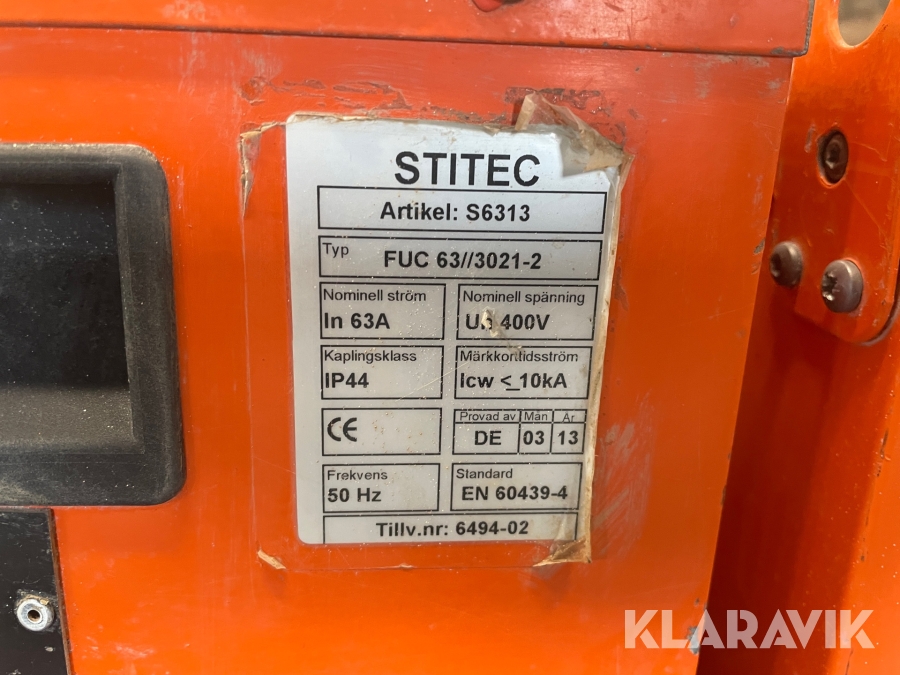 STITEC
Artikel: S6313
Typ FUC 63//3021-2
Nominell ström Nominell spänning
In 63A Un 400V
Kaplingsklass Märkkorttidsström
IP44 Icw <_10kA
CE Provad av Mån År
DE 03 13
Frekvens Standard
50 Hz EN 60439-4
Tillv.nr: 6494-02
KLARAVIK